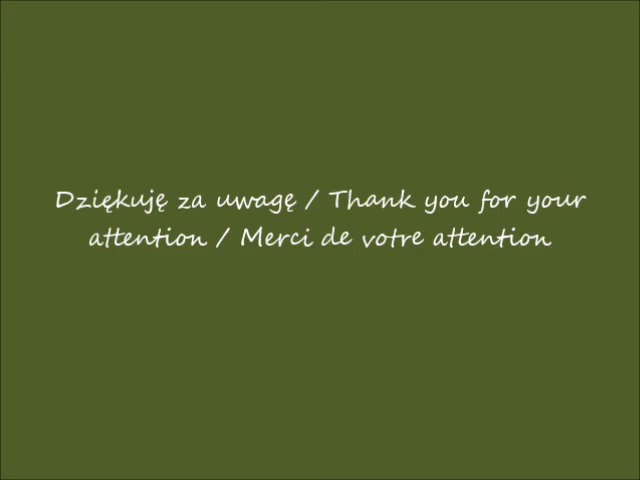 Dziękuję za uwagę / Thank you for your
attention / Merci de votre attention